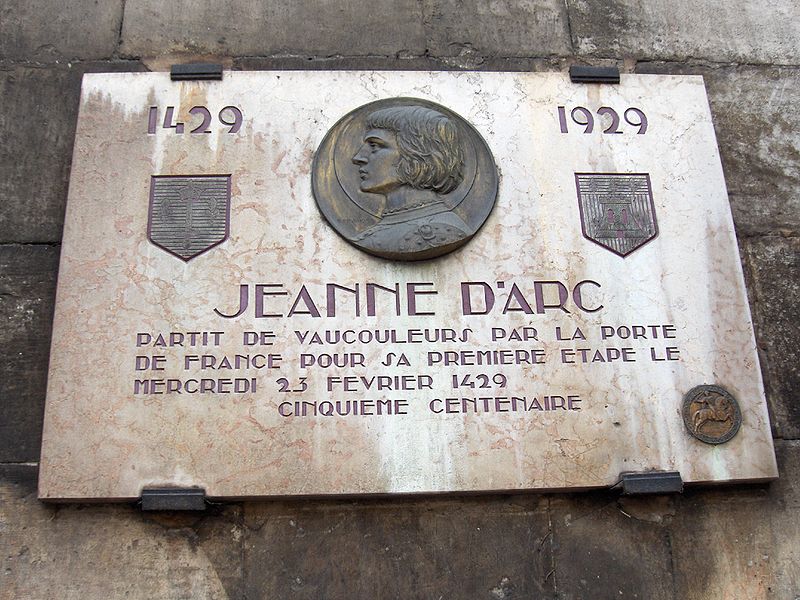 1429 1929
JEANNE D'ARC
PARTIT DE VAUCOULEURS PAR LA PORTE
DE FRANCE POUR SA PREMIERE ETAPE LE
MERCREDI 23 FEVRIER 1429
CINQUIEME CENTENAIRE